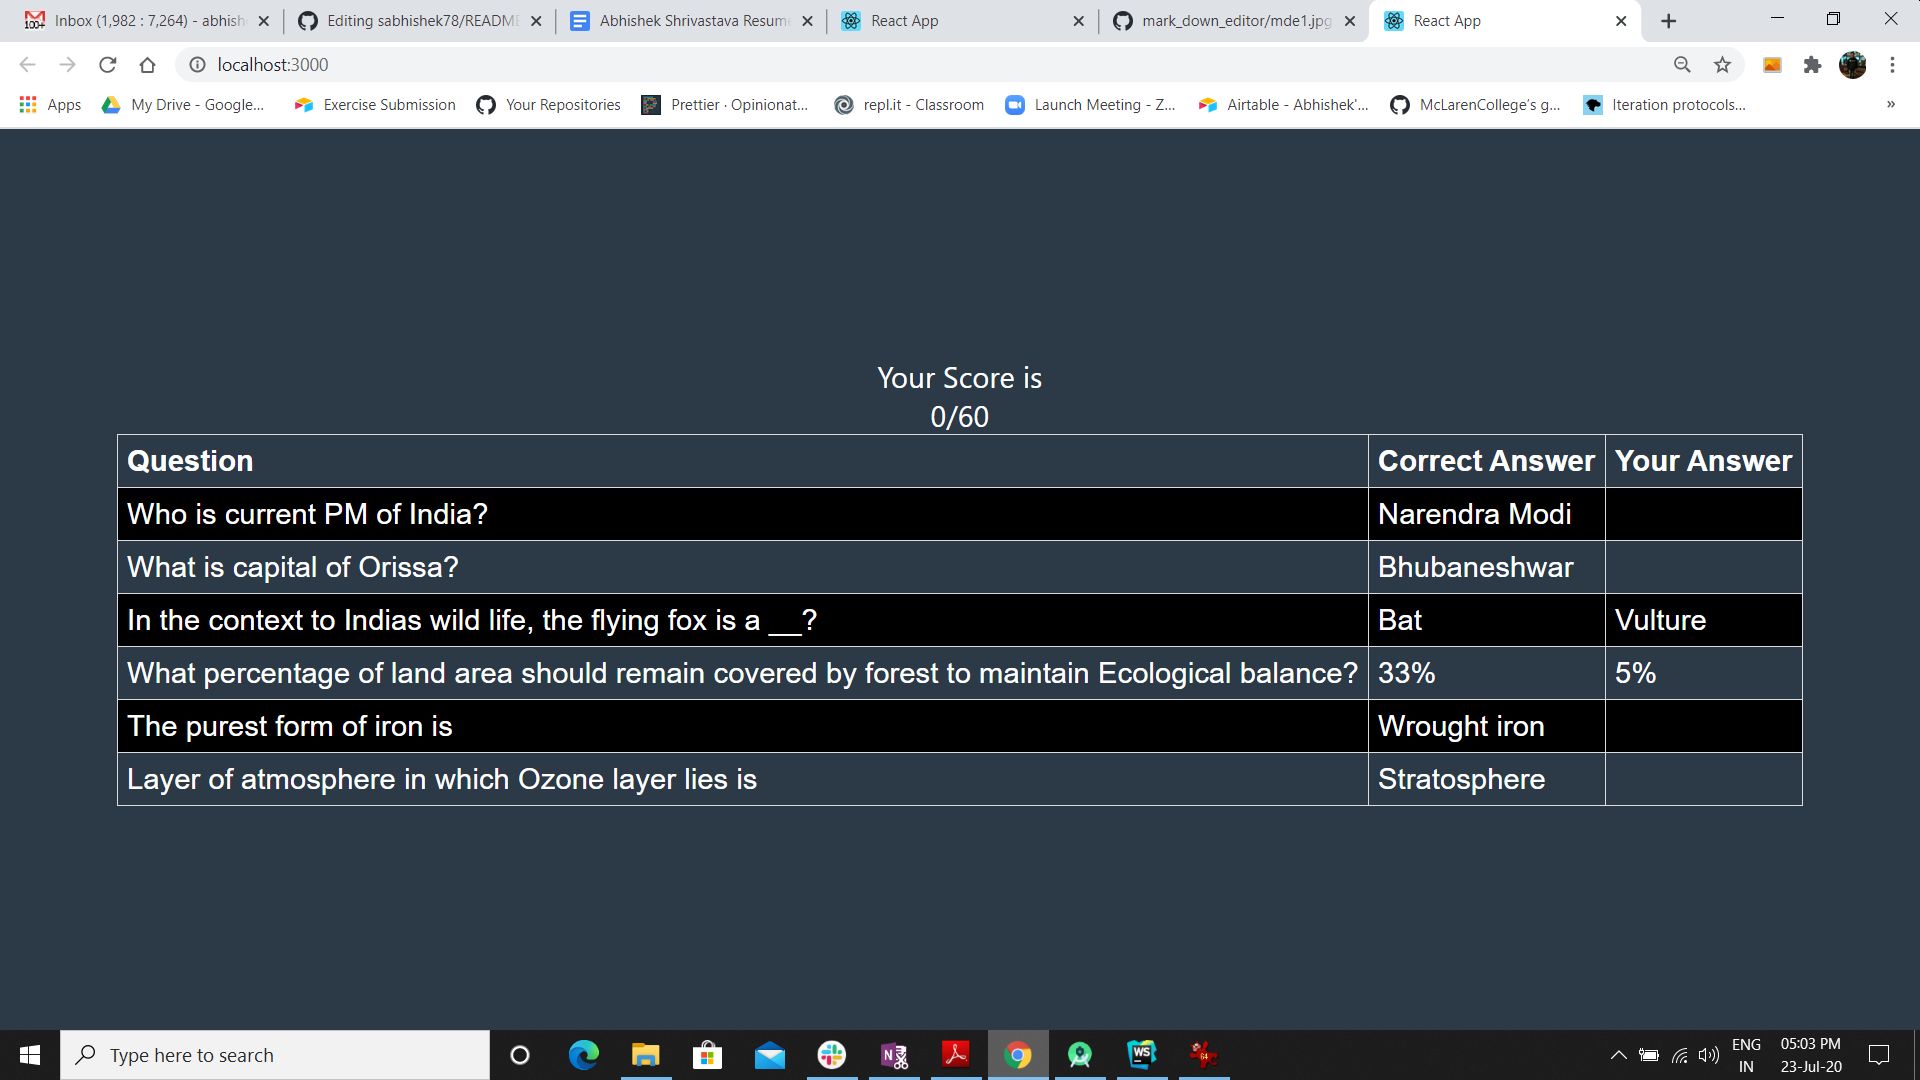 Inbox (1,982 : 7,264) - abhish
Editing sabhishek78/README
Abhishek Shrivastava Resume
React App
mark_down_editor/mde1.jpg
React App
localhost:3000
Apps
My Drive - Google...
Exercise Submission
Your Repositories
Prettier · Opinionat...
repl.it - Classroom
Launch Meeting - Z...
Airtable - Abhishek'...
McLarenCollege's g...
Iteration protocols...
»
Your Score is
0/60
Question Correct Answer Your Answer
Who is current PM of India? Narendra Modi
What is capital of Orissa? Bhubaneshwar
In the context to Indias wild life, the flying fox is a __? Bat Vulture
What percentage of land area should remain covered by forest to maintain Ecological balance? 33% 5%
The purest form of iron is Wrought iron
Layer of atmosphere in which Ozone layer lies is Stratosphere
Type here to search
ENG
IN
05:03 PM
23-Jul-20